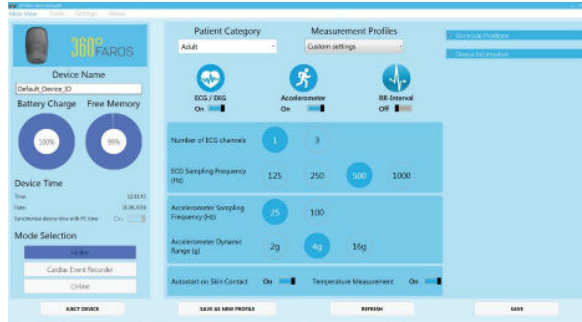 Main View Tools Settings About
360° FAROS
Device Name
Default_Device_ID
Battery Charge Free Memory
100% 99%
Device Time
Time
Date
Synchronize device time with PC time On
Mode Selection
Holter
Cardiac Event Recorder
Online
EJECT DEVICE
Patient Category
Adult
Measurement Profiles
Custom settings
ECG / EKG
On
Accelerometer
On
RR-Interval
Off
Number of ECG channels 1 3
ECG Sampling Frequency (Hz) 125 250 500 1000
Accelerometer Sampling Frequency (Hz) 25 100
Accelerometer Dynamic Range (g) 2g 4g 16g
Autostart on Skin Contact On Temperature Measurement On
SAVE AS NEW PROFILE
REFRESH
SAVE
Electrode Positions
Device Information